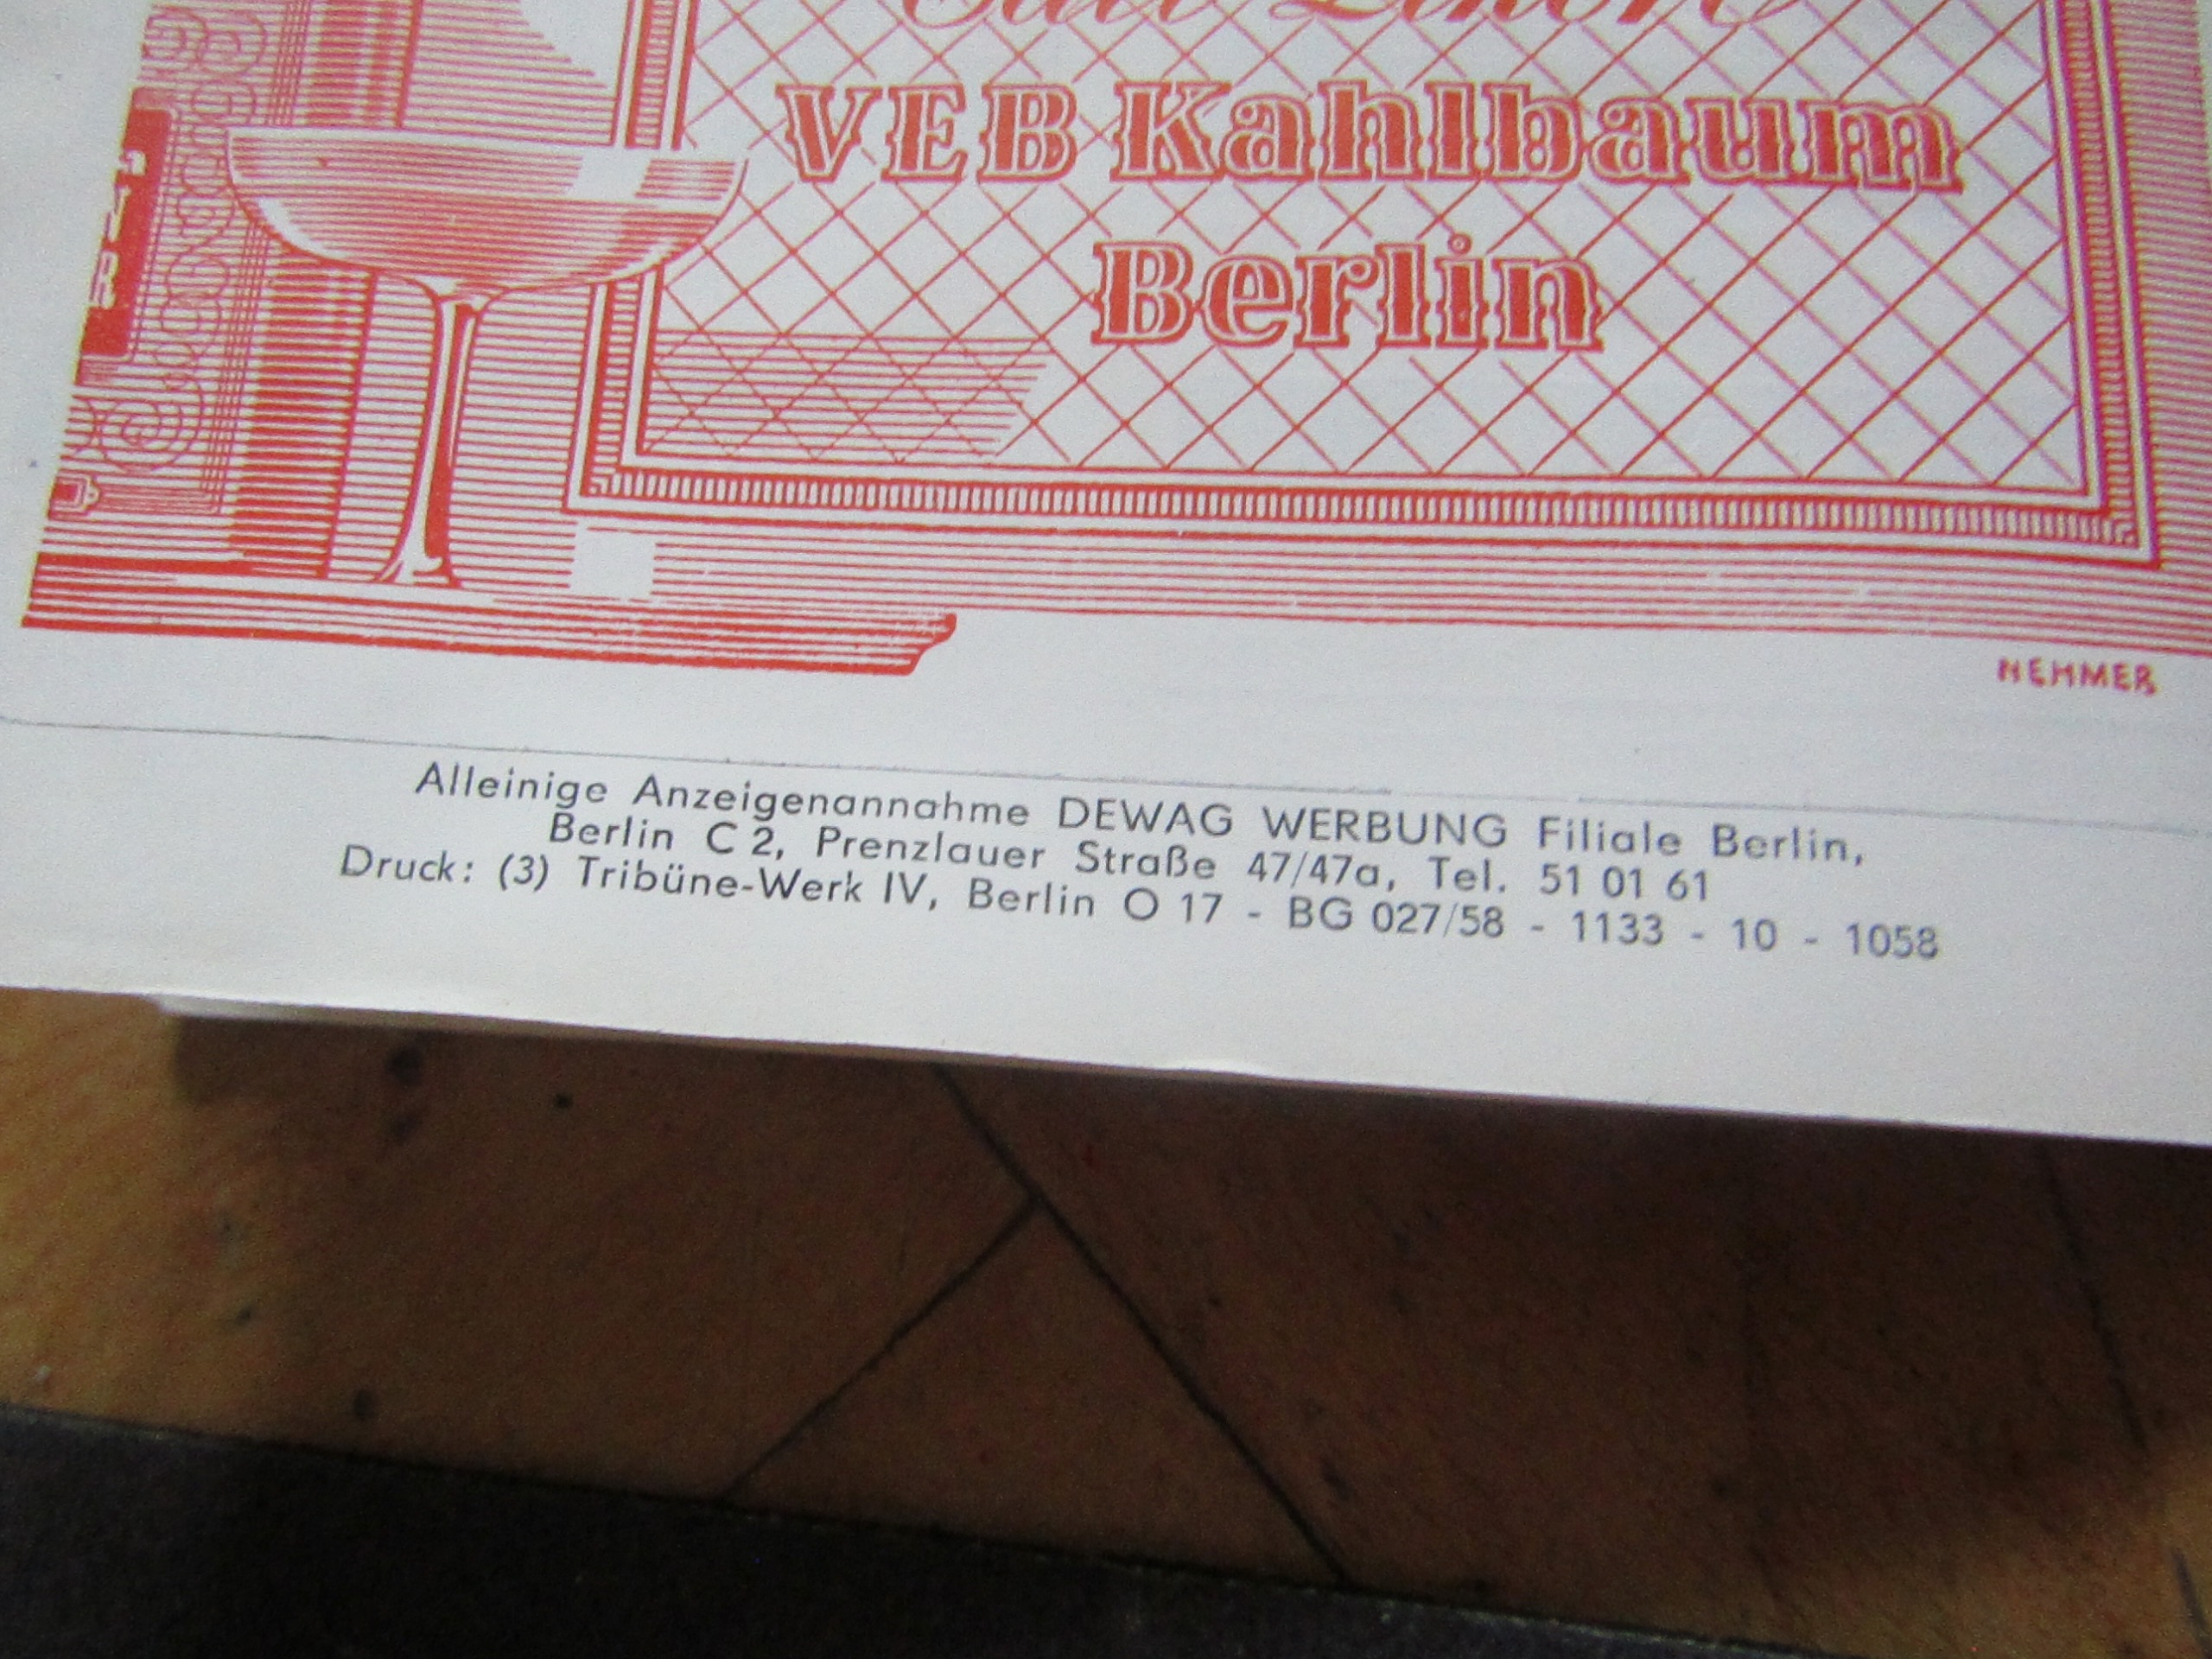 VEB Kahlbaum
Berlin
NEHMER
Alleinige Anzeigenannahme DEWAG WERBUNG Filiale Berlin,
Berlin C 2, Prenzlauer Straße 47/47a, Tel. 51 01 61
Druck: (3) Tribüne-Werk IV, Berlin O 17 - BG 027/58 - 1133 - 10 - 1058